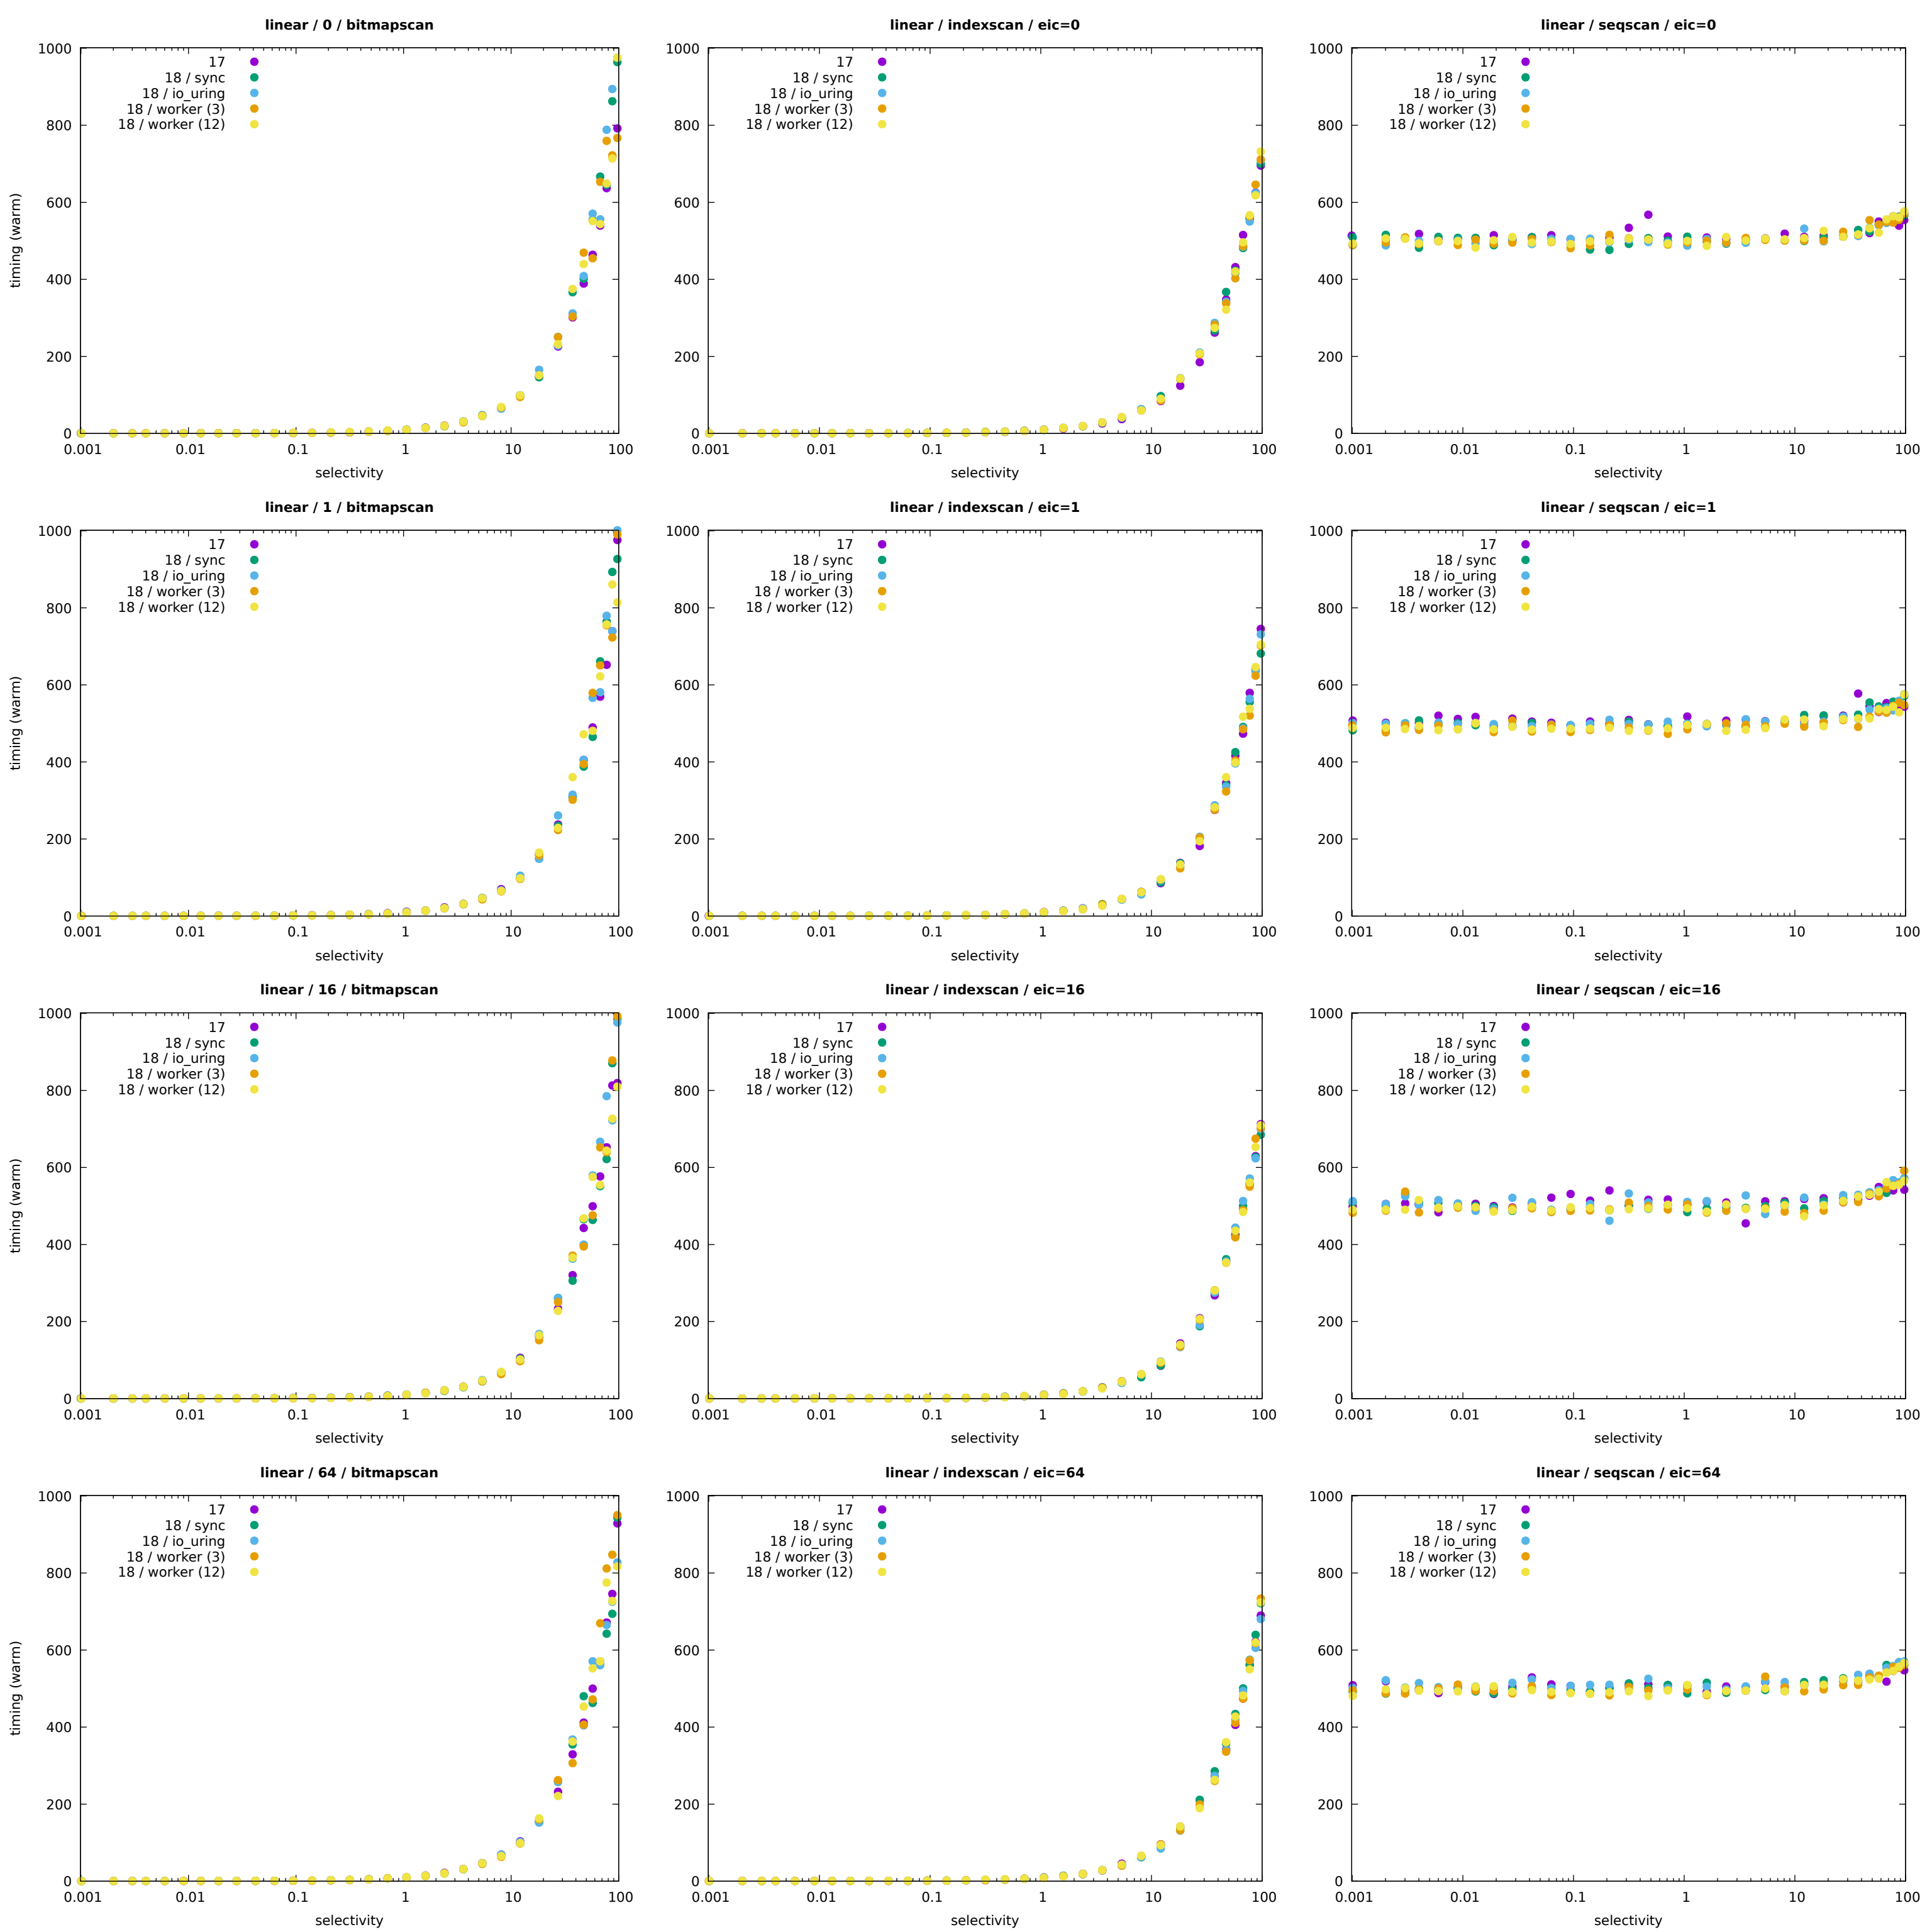 linear / 0 / bitmapscan
1000
800
600
400
200
0
timing (warm)
17
18 / sync
18 / io_uring
18 / worker (3)
18 / worker (12)
0.001 0.01 0.1 1 10 100
selectivity
linear / indexscan / eic=0
1000
800
600
400
200
0
17
18 / sync
18 / io_uring
18 / worker (3)
18 / worker (12)
0.001 0.01 0.1 1 10 100
selectivity
linear / seqscan / eic=0
1000
800
600
400
200
0
17
18 / sync
18 / io_uring
18 / worker (3)
18 / worker (12)
0.001 0.01 0.1 1 10 100
selectivity
linear / 1 / bitmapscan
1000
800
600
400
200
0
timing (warm)
17
18 / sync
18 / io_uring
18 / worker (3)
18 / worker (12)
0.001 0.01 0.1 1 10 100
selectivity
linear / indexscan / eic=1
1000
800
600
400
200
0
17
18 / sync
18 / io_uring
18 / worker (3)
18 / worker (12)
0.001 0.01 0.1 1 10 100
selectivity
linear / seqscan / eic=1
1000
800
600
400
200
0
17
18 / sync
18 / io_uring
18 / worker (3)
18 / worker (12)
0.001 0.01 0.1 1 10 100
selectivity
linear / 16 / bitmapscan
1000
800
600
400
200
0
timing (warm)
17
18 / sync
18 / io_uring
18 / worker (3)
18 / worker (12)
0.001 0.01 0.1 1 10 100
selectivity
linear / indexscan / eic=16
1000
800
600
400
200
0
17
18 / sync
18 / io_uring
18 / worker (3)
18 / worker (12)
0.001 0.01 0.1 1 10 100
selectivity
linear / seqscan / eic=16
1000
800
600
400
200
0
17
18 / sync
18 / io_uring
18 / worker (3)
18 / worker (12)
0.001 0.01 0.1 1 10 100
selectivity
linear / 64 / bitmapscan
1000
800
600
400
200
0
timing (warm)
17
18 / sync
18 / io_uring
18 / worker (3)
18 / worker (12)
0.001 0.01 0.1 1 10 100
selectivity
linear / indexscan / eic=64
1000
800
600
400
200
0
17
18 / sync
18 / io_uring
18 / worker (3)
18 / worker (12)
0.001 0.01 0.1 1 10 100
selectivity
linear / seqscan / eic=64
1000
800
600
400
200
0
17
18 / sync
18 / io_uring
18 / worker (3)
18 / worker (12)
0.001 0.01 0.1 1 10 100
selectivity